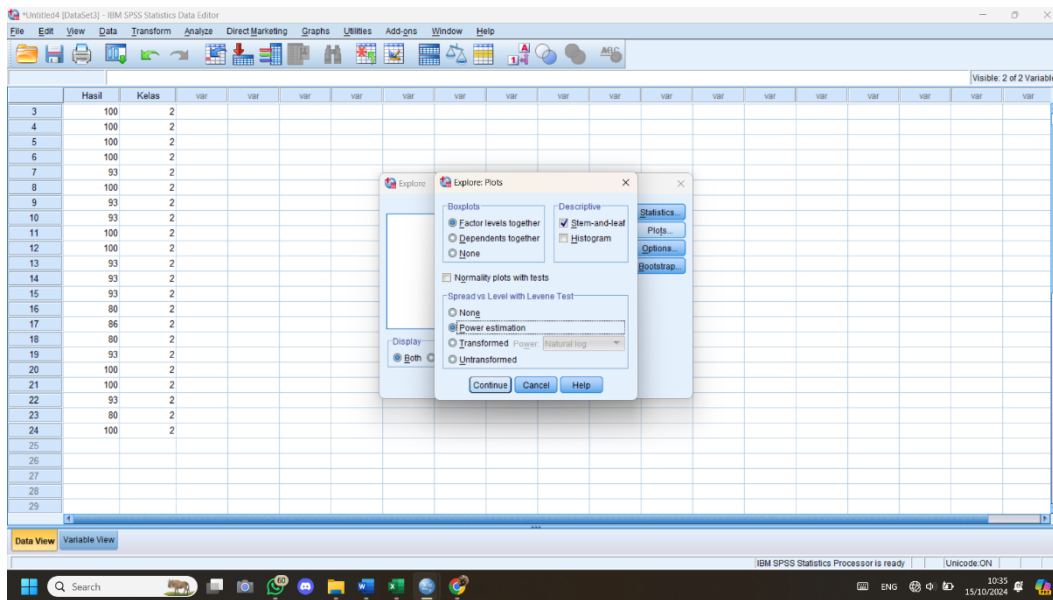 *Untitled4 [DataSet3] - IBM SPSS Statistics Data Editor
File Edit View Data Transform Analyze Direct Marketing Graphs Utilities Add-ons Window Help
Visible: 2 of 2 Variable
Hasil Kelas var var var var var var var var var var var var var var var var var
3 100 2
4 100 2
5 100 2
6 100 2
7 93 2
8 100 2
9 93 2
10 93 2
11 100 2
12 100 2
13 93 2
14 93 2
15 93 2
16 80 2
17 86 2
18 80 2
19 93 2
20 100 2
21 100 2
22 93 2
23 80 2
24 100 2
25
26
27
28
29
Explore
Statistics...
Plots...
Options...
Bootstrap...
Display
Both
Explore: Plots
Boxplots
Factor levels together
Dependents together
None
Descriptive
Stem-and-leaf
Histogram
Normality plots with tests
Spread vs Level with Levene Test
None
Power estimation
Transformed Power: Natural log
Untransformed
Continue Cancel Help
Data View Variable View
IBM SPSS Statistics Processor is ready Unicode:ON
Search
60
ENG
10:35
15/10/2024